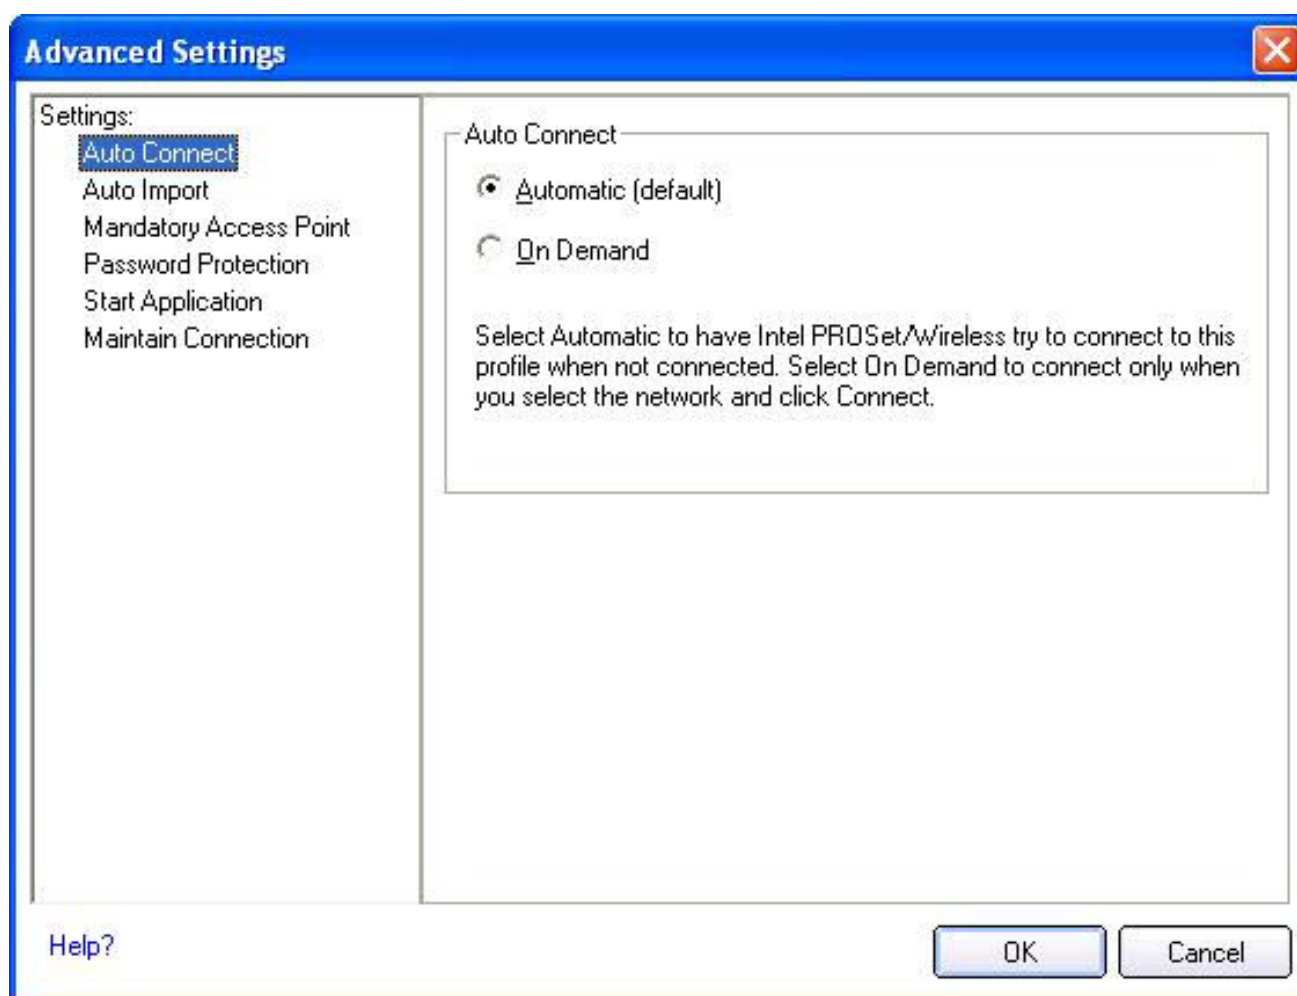 Advanced Settings
Settings:
Auto Connect
Auto Import
Mandatory Access Point
Password Protection
Start Application
Maintain Connection
Auto Connect
Automatic (default)
On Demand
Select Automatic to have Intel PROSet/Wireless try to connect to this
profile when not connected. Select On Demand to connect only when
you select the network and click Connect.
Help?
OK
Cancel